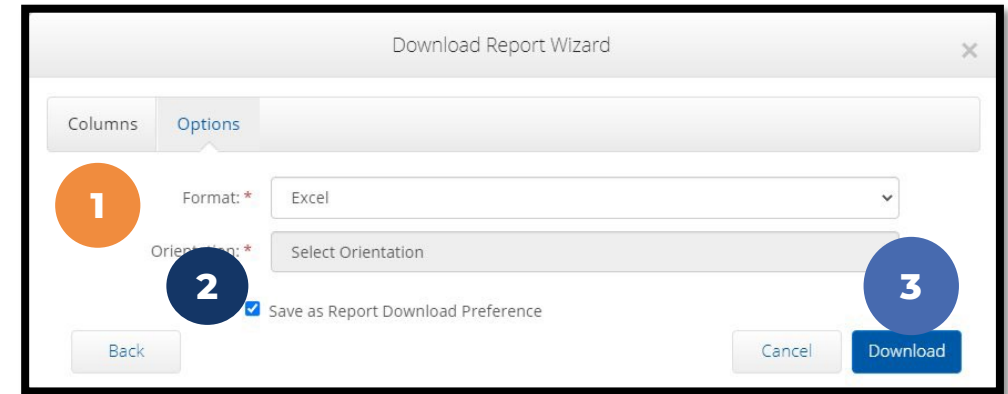 Download Report Wizard ×
Columns Options
1 Format: * Excel
Select Orientation
2 Save as Report Download Preference
3
Back Cancel Download